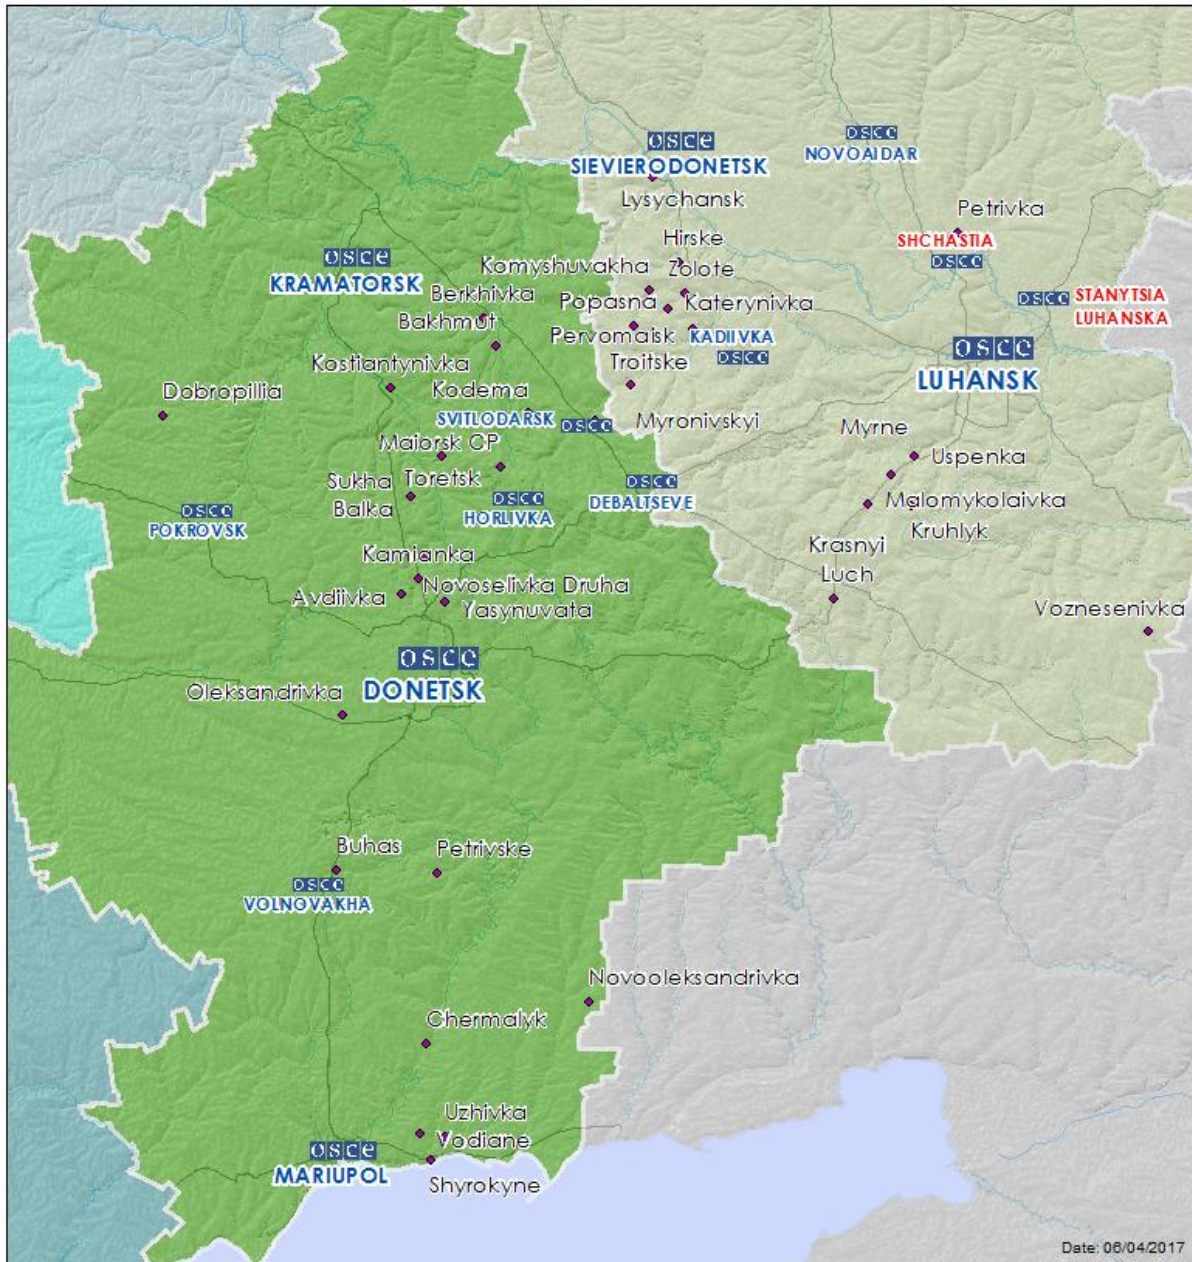 osce
SIEVIERODONETSK
osce
NOVOAIDAR
Lysychansk
Petrivka
SHCHASTIA
osce
Hirske
osce
KRAMATORSK
Komyshuvakha
Zolote
Berkhivka
Popasna
Katerynivka
osce
STANYTSIA
LUHANSKA
Bakhmut
Pervomaisk
KADIIVKA
osce
Kostiantynivka
Troitske
osce
LUHANSK
Dobropillia
Kodema
SVITLODARSK
osce
Myronivskyi
Myrne
Maiorsk CP
Uspenka
Sukha
Balka
Toretsk
osce
HORLIVKA
osce
DEBALTSEVE
Malomykolaivka
Kruhlyk
osce
POKROVSK
Krasnyi
Luch
Kamianka
Avdiivka
Novoselivka Druha
Yasynuvata
Voznesenivka
osce
DONETSK
Oleksandrivka
Buhas
Petrivske
osce
VOLNOVAKHA
Novooleksandrivka
Chermalyk
Uzhivka
Vodiane
osce
MARIUPOL
Shyrokyne
Date: 06/04/2017